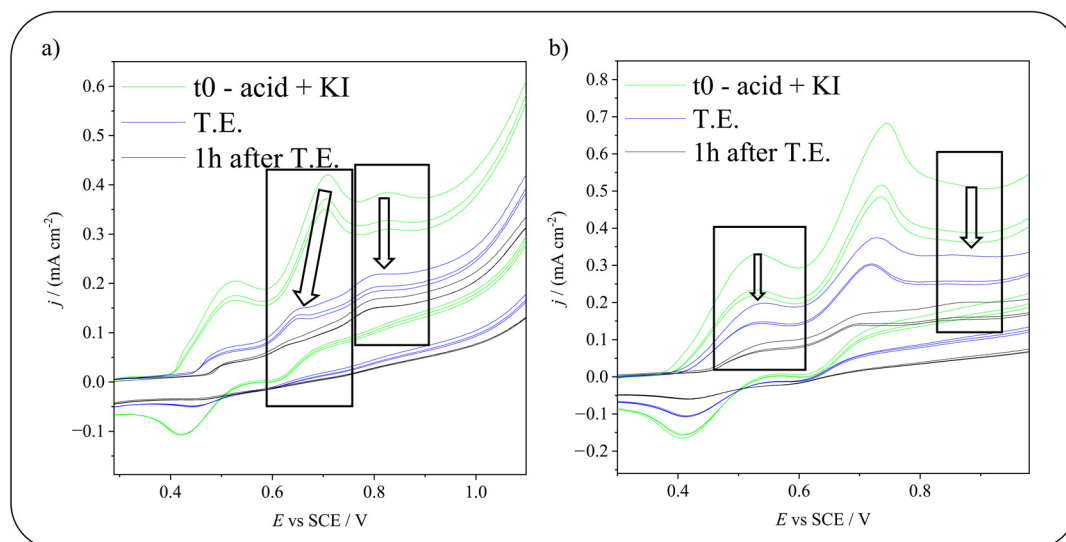 a)
t0 - acid + KI
T.E.
1h after T.E.
0.6
0.5
0.4
0.3
0.2
0.1
0.0
−0.1
j / (mA cm⁻²)
0.4 0.6 0.8 1.0
E vs SCE / V
b)
t0 - acid + KI
T.E.
1h after T.E.
0.8
0.7
0.6
0.5
0.4
0.3
0.2
0.1
0.0
−0.1
−0.2
j / (mA cm⁻²)
0.4 0.6 0.8
E vs SCE / V